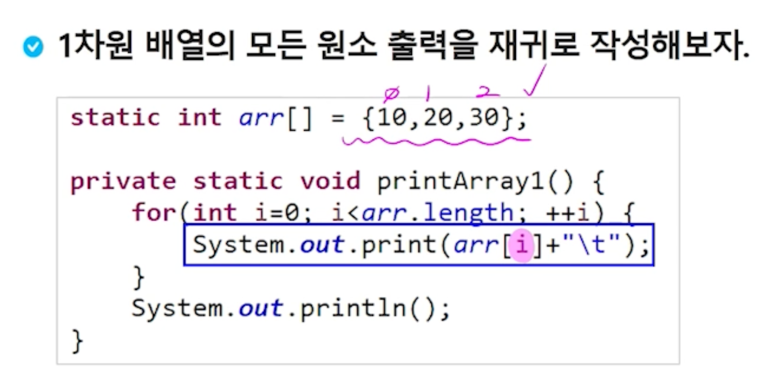 1차원 배열의 모든 원소 출력을 재귀로 작성해보자.
0 1 2
static int arr[] = {10,20,30};
private static void printArray1() {
for(int i=0; i<arr.length; ++i) {
System.out.print(arr[i]+"\t");
}
System.out.println();
}